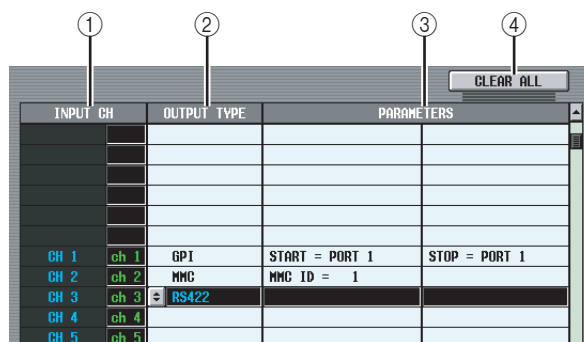 ① ② ③ ④
CLEAR ALL
INPUT CH OUTPUT TYPE PARAMETERS
CH 1 ch 1 GPI START = PORT 1 STOP = PORT 1
CH 2 ch 2 MMC MMC ID = 1
CH 3 ch 3 RS422
CH 4 ch 4
CH 5 ch 5